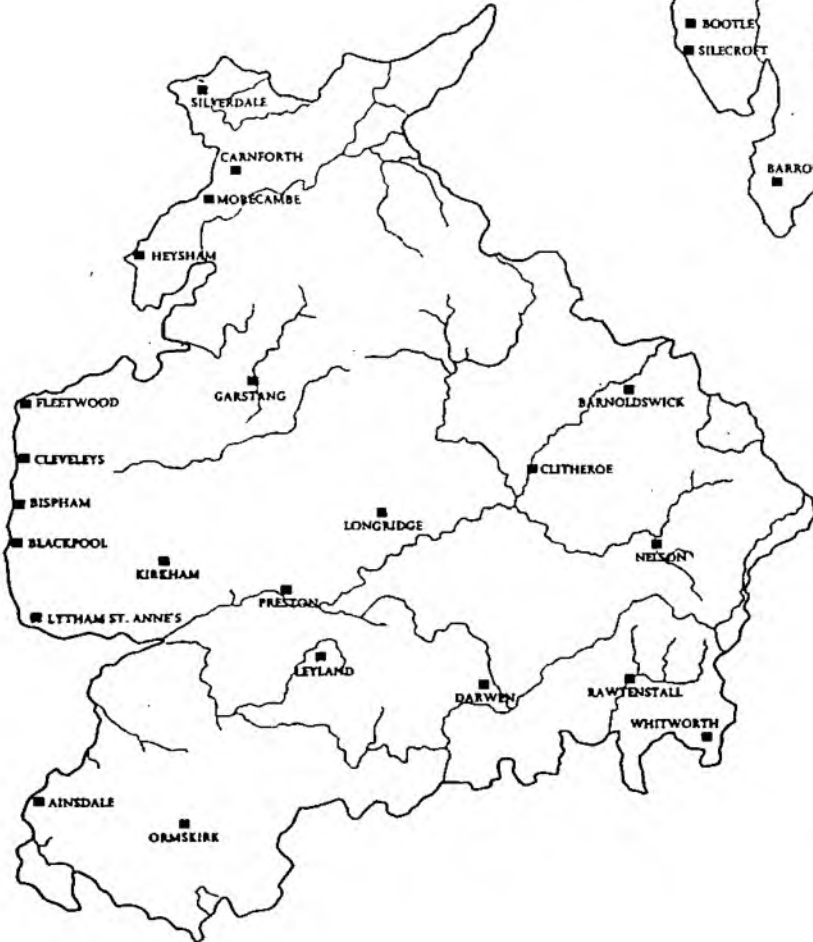 BOOTLE
SILECROFT
SILVERDALE
CARNFORTH
BARRO
MORECAMBE
HEYSHAM
GARSTANG
BARNOLDSWICK
FLEETWOOD
CLEVELEYS
CLITHEROE
BISPHAM
LONGRIDGE
BLACKPOOL
NELSON
KIRKHAM
PRESTON
LYTHAM ST. ANNE'S
LEYLAND
DARWEN
RAWTENSTALL
WHITWORTH
AINSDALE
ORMSKIRK